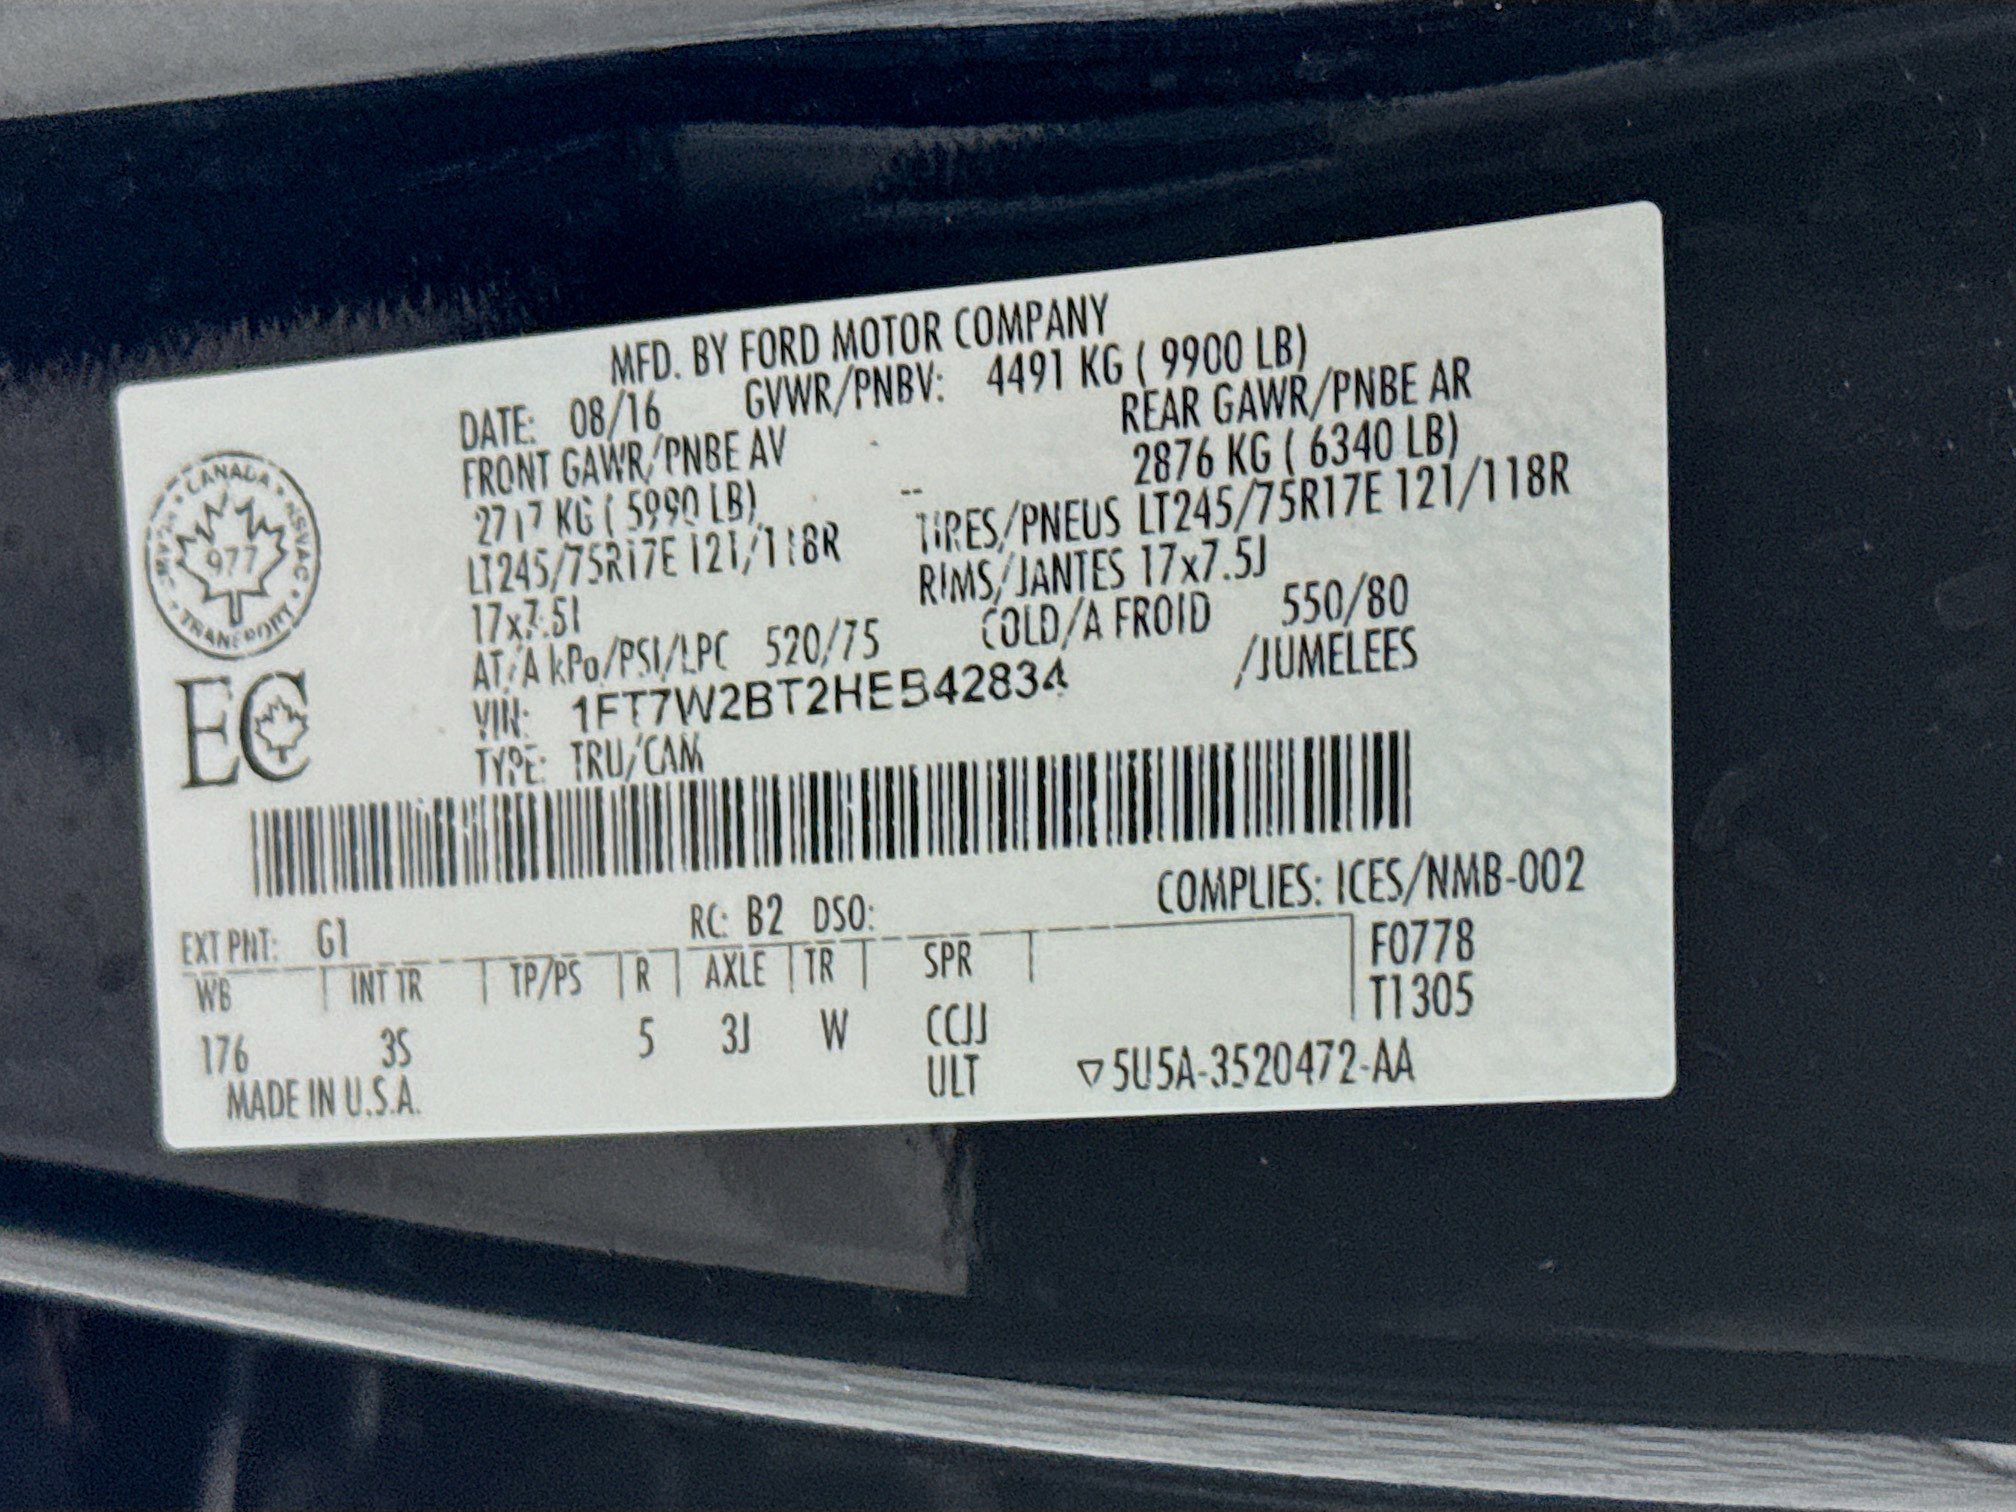 MFD. BY FORD MOTOR COMPANY
DATE: 08/16 GVWR/PNBV: 4491 KG ( 9900 LB)
FRONT GAWR/PNBE AV REAR GAWR/PNBE AR
2717 KG ( 5990 LB) 2876 KG ( 6340 LB)
LT245/75R17E 121/118R TIRES/PNEUS LT245/75R17E 121/118R
17x7.5J RIMS/JANTES 17x7.5J
AT/A kPa/PSI/LPC 520/75 COLD/A FROID 550/80
VIN: 1FT7W2BT2HEB42834 /JUMELEES
TYPE: TRU/CAM
CANADA
NSVAC
TRANSPORT
977
EC
COMPLIES: ICES/NMB-002
EXT PNT: G1 RC: B2 DSO:
WB INT TR TP/PS R AXLE TR SPR F0778
T1305
176 3S 5 3J W CCJJ
MADE IN U.S.A. ULT ▽5U5A-3520472-AA